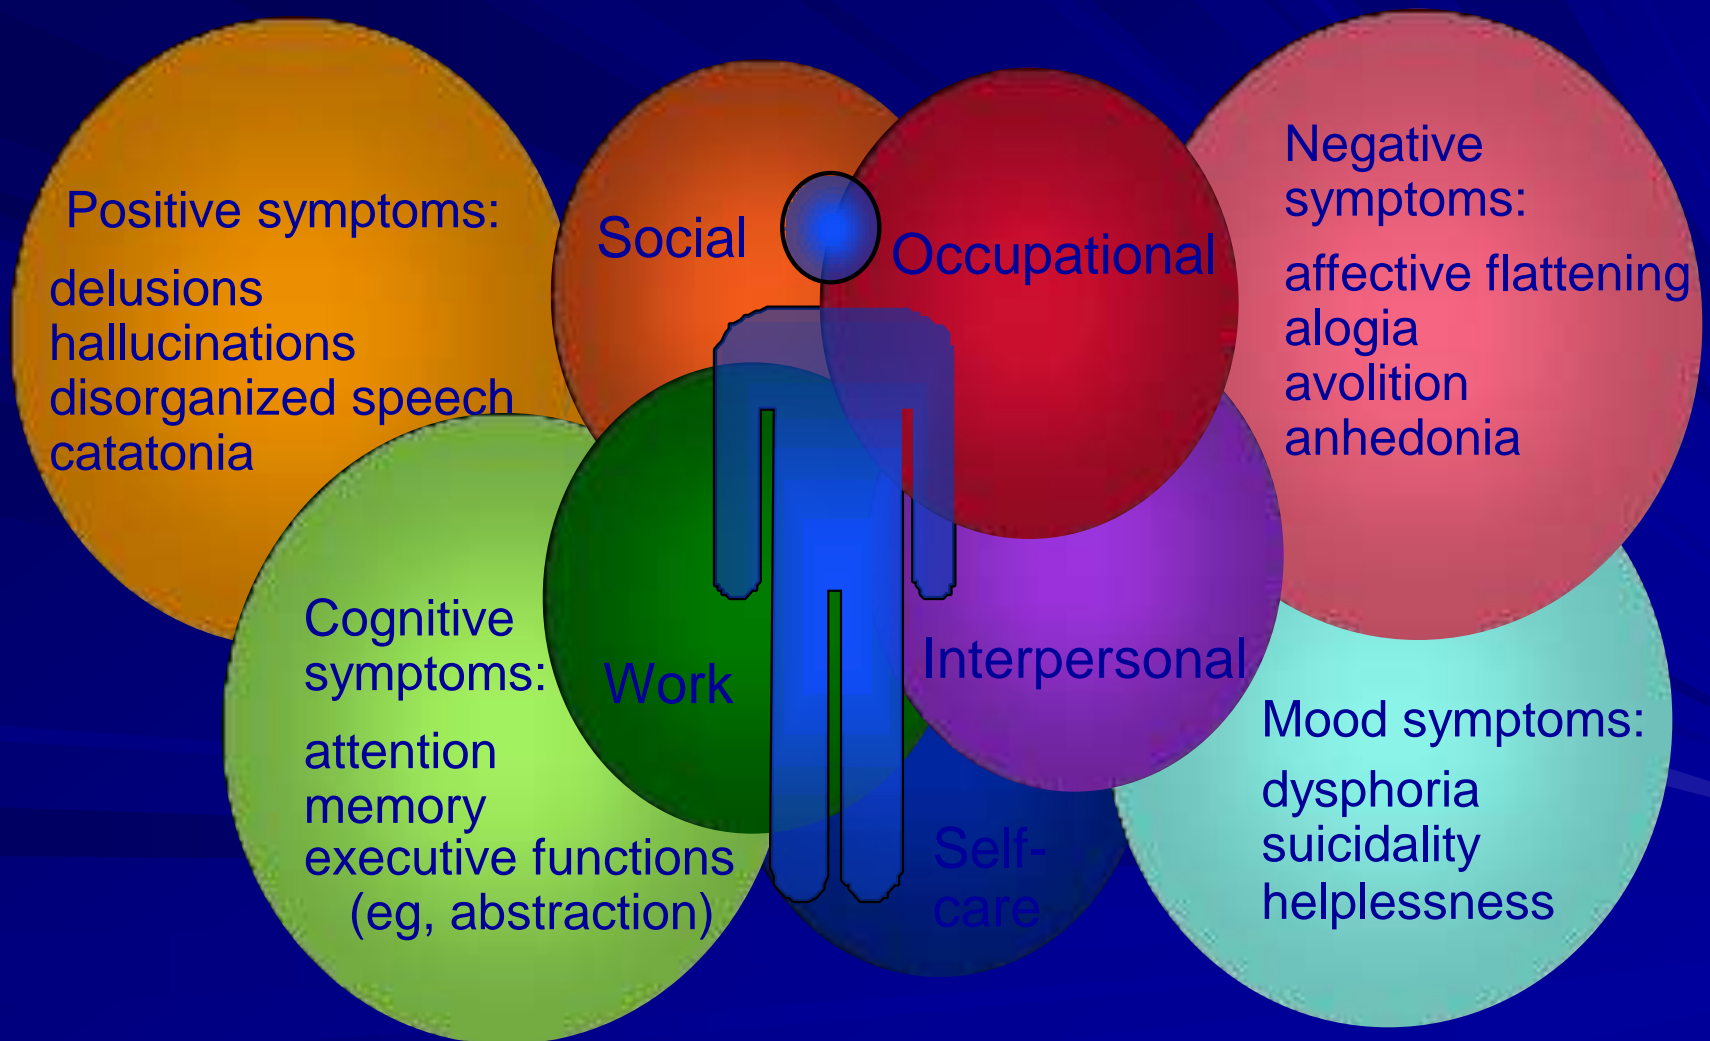 Positive symptoms:
delusions
hallucinations
disorganized speech
catatonia
Social
Occupational
Negative
symptoms:
affective flattening
alogia
avolition
anhedonia
Cognitive
symptoms:
attention
memory
executive functions
(eg, abstraction)
Work
Interpersonal
Self-
care
Mood symptoms:
dysphoria
suicidality
helplessness